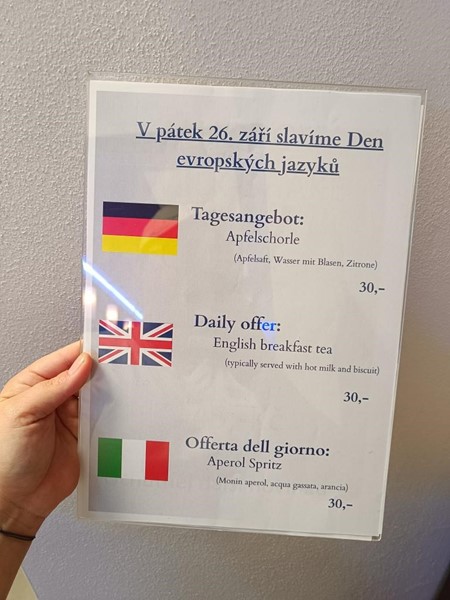 V pátek 26. září slavíme Den
evropských jazyků
Tagesangebot:
Apfelschorle
(Apfelsaft, Wasser mit Blasen, Zitrone)
30,-
Daily offer:
English breakfast tea
(typically served with hot milk and biscuit)
30,-
Offerta dell giorno:
Aperol Spritz
(Monin aperol, acqua gassata, arancia)
30,-